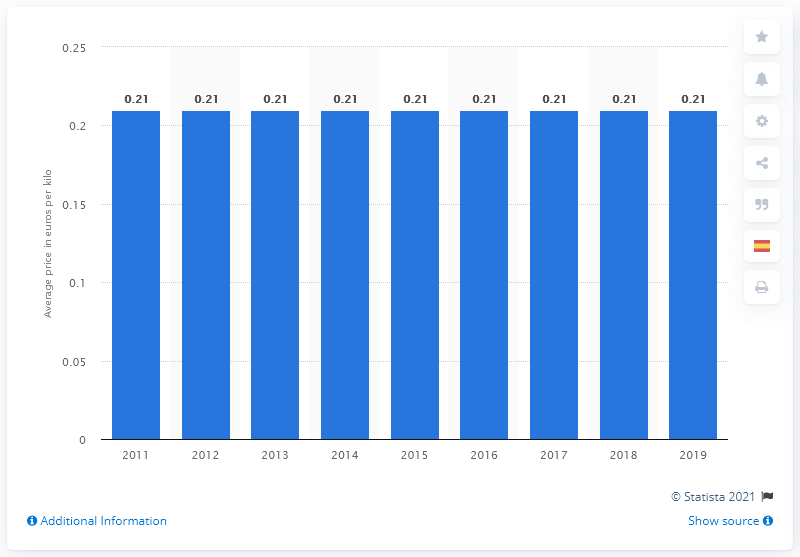 0.25
0.21 0.21 0.21 0.21 0.21 0.21 0.21 0.21 0.21
0.2
0.15
Average price in euros per kilo
0.1
0.05
0
2011 2012 2013 2014 2015 2016 2017 2018 2019
© Statista 2021
Additional Information
Show source